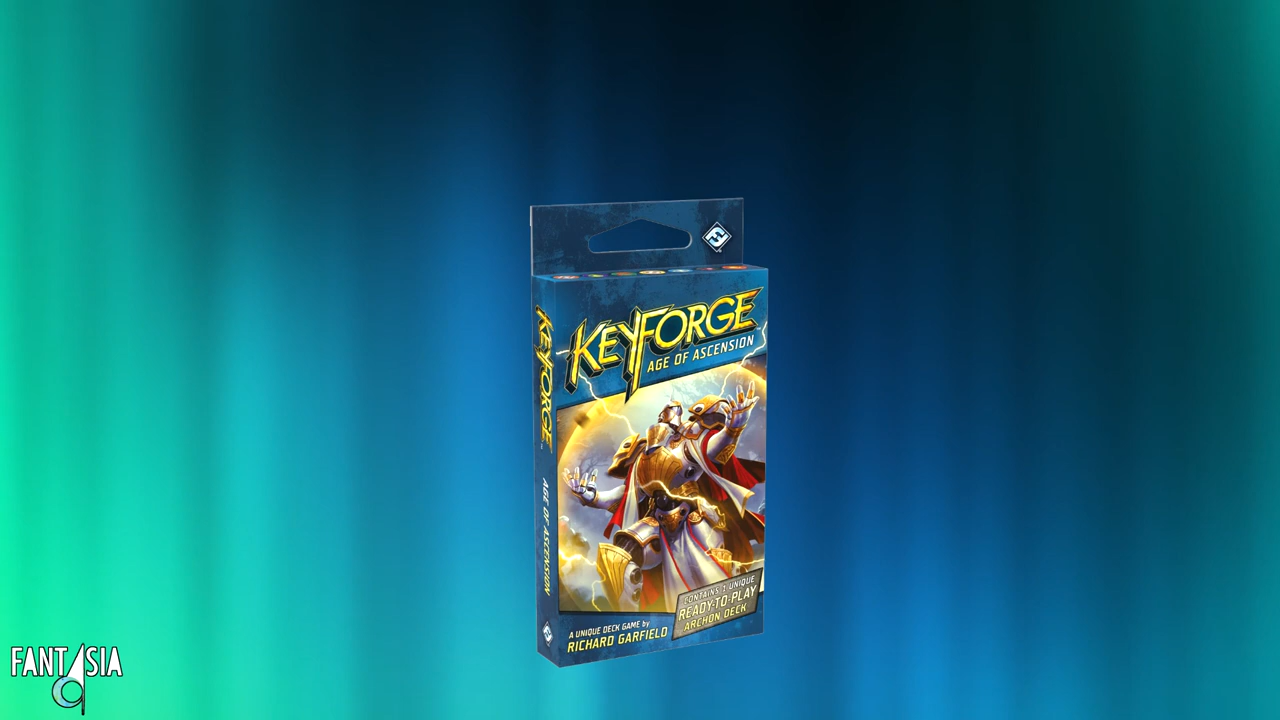 KEYFORGE
AGE OF ASCENSION
KEYFORGE
AGE OF ASCENSION
CONTAINS 1 UNIQUE
READY-TO-PLAY
ARCHON DECK
A UNIQUE DECK GAME by
RICHARD GARFIELD
FANTASIA